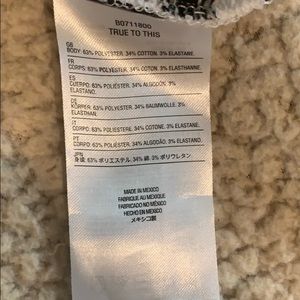 B0711800
TRUE TO THIS
GB
BODY: 63% POLYESTER. 34% COTTON. 3% ELASTANE.
FR
CORPS: 63% POLYESTER. 34% COTON. 3% ELASTHANNE.
ES
CUERPO: 63% POLIÉSTER. 34% ALGODÓN. 3%
ELASTANO.
DE
KÖRPER: 63% POLYESTER. 34% BAUMWOLLE. 3%
ELASTHAN.
IT
CORPO: 63% POLIESTERE. 34% COTONE. 3% ELASTANE.
PT
CORPO: 63% POLIÉSTER. 34% ALGODÃO. 3% ELASTANO.
JPN
身頃: 63% ポリエステル. 34% 綿. 3% ポリウレタン
MADE IN MEXICO
FABRIQUÉ AU MEXIQUE
FABRICADO NO MÉXICO
HECHO EN MÉXICO
メキシコ製